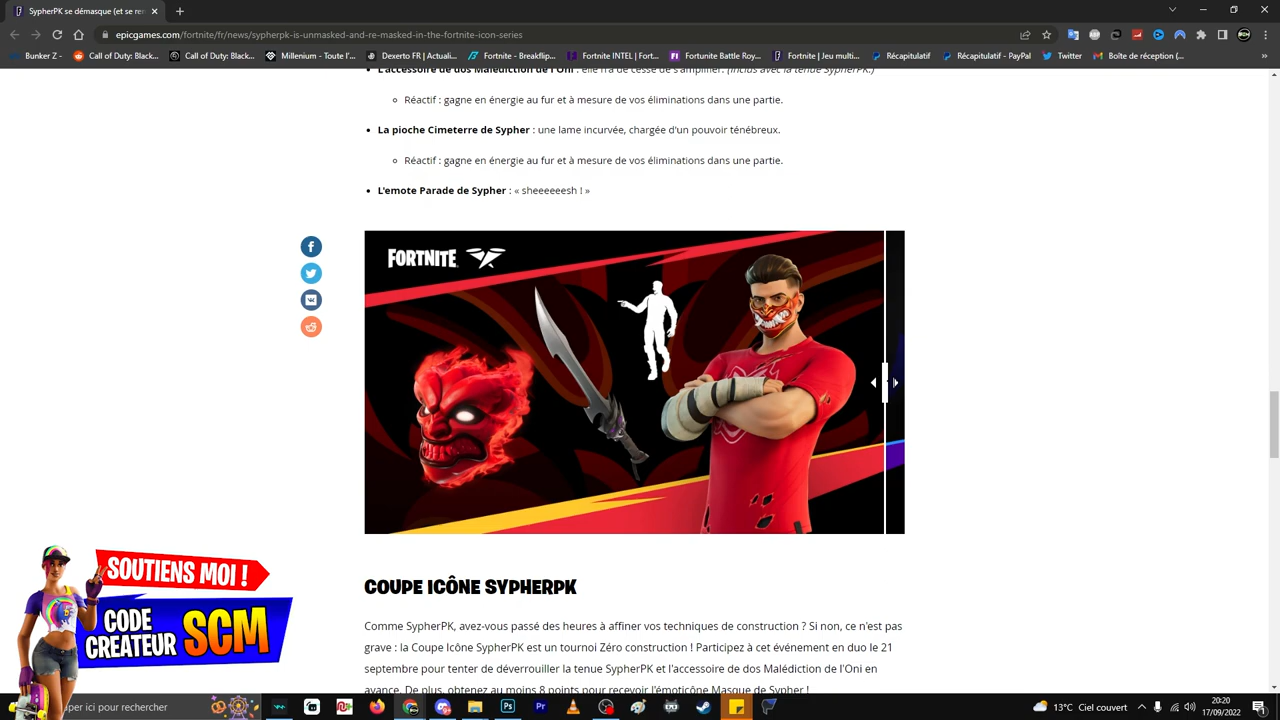 SypherPK se démasque (et se re
epicgames.com/fortnite/fr/news/sypherpk-is-unmasked-and-re-masked-in-the-fortnite-icon-series
Bunker Z - Call of Duty: Black... Call of Duty: Black... Millenium - Toute l'... Dexerto FR | Actuali... Fortnite - Breakflip... Fortnite INTEL | Fort... Fortunite Battle Roy... Fortnite | Jeu multi... Récapitulatif Récapitulatif - PayPal Twitter Boîte de réception (... »
• L'accessoire de dos Malédiction de l'Oni : elle n'a de cesse de s'amplifier. (Inclus avec la tenue SypherPK.)
Réactif : gagne en énergie au fur et à mesure de vos éliminations dans une partie.
• La pioche Cimeterre de Sypher : une lame incurvée, chargée d'un pouvoir ténébreux.
Réactif : gagne en énergie au fur et à mesure de vos éliminations dans une partie.
• L'emote Parade de Sypher : « sheeeeeesh ! »
FORTNITE
COUPE ICÔNE SYPHERPK
Comme SypherPK, avez-vous passé des heures à affiner vos techniques de construction ? Si non, ce n'est pas
grave : la Coupe Icône SypherPK est un tournoi Zéro construction ! Participez à cet événement en duo le 21
septembre pour tenter de déverrouiller la tenue SypherPK et l'accessoire de dos Malédiction de l'Oni en
avance. De plus, obtenez au moins 8 points pour recevoir l'émoticône Masque de Sypher !
SOUTIENS MOI !
CODE
CREATEUR SCM
aper ici pour rechercher
13°C Ciel couvert
20:20
17/09/2022